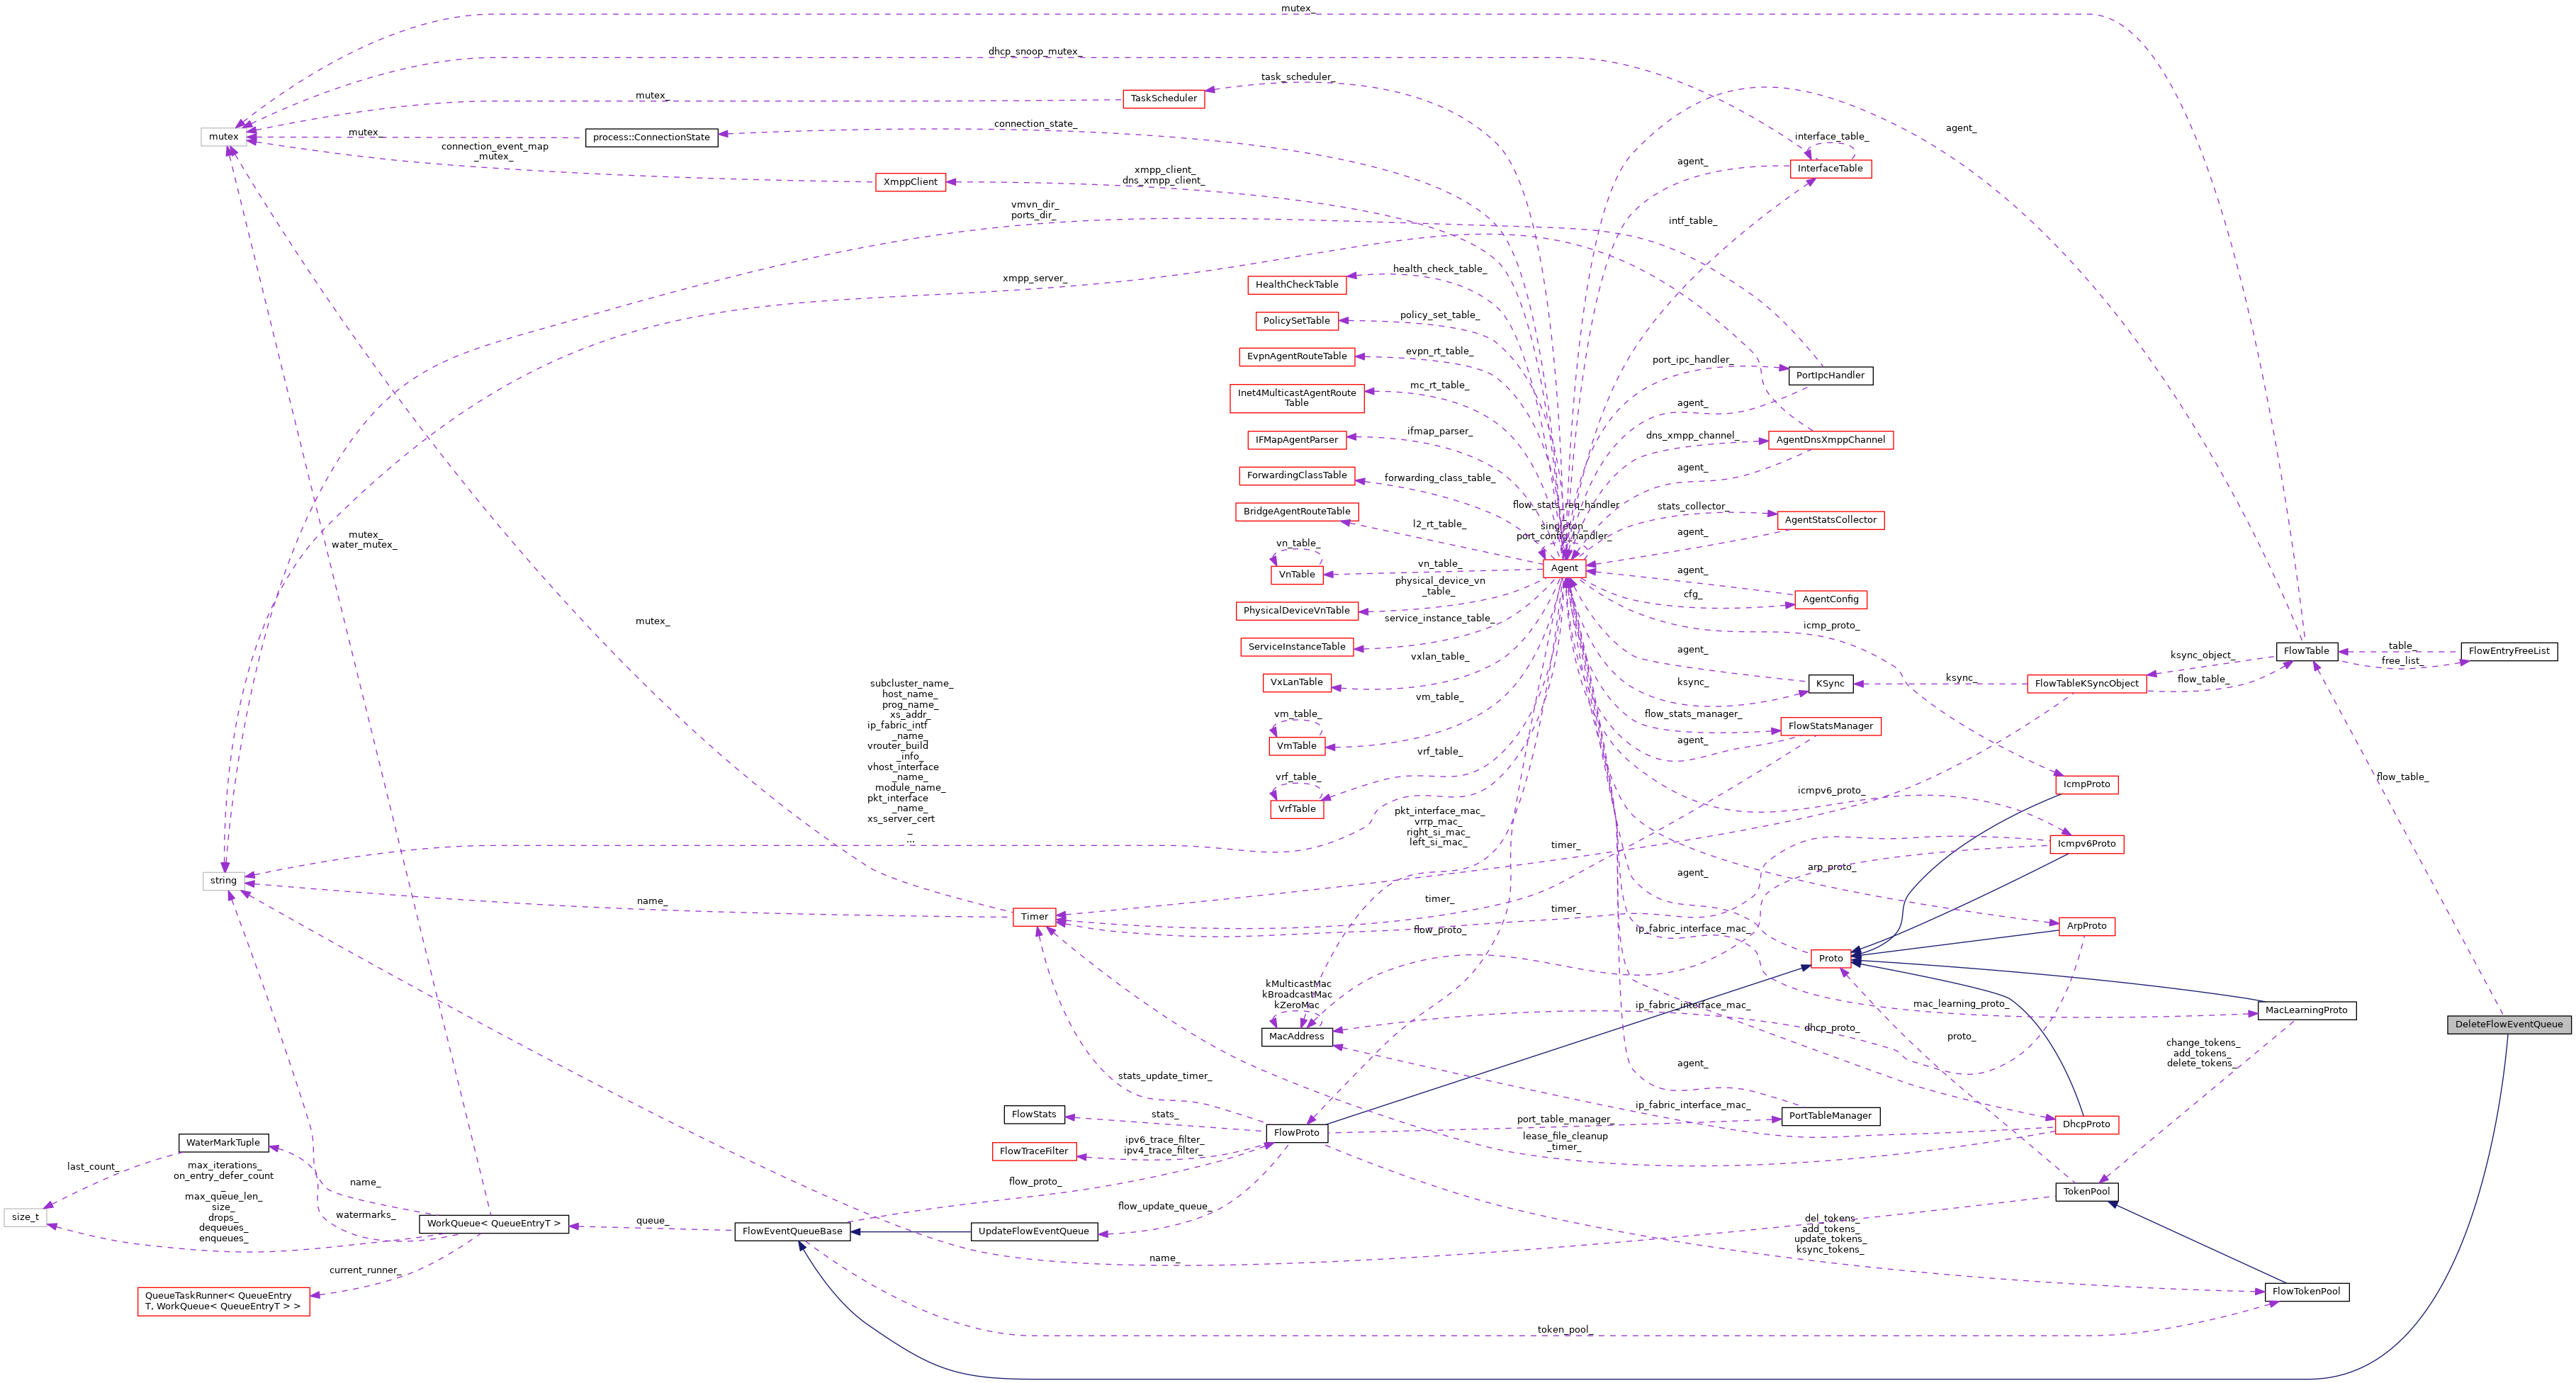 mutex_
dhcp_snoop_mutex_
task_scheduler_
mutex_
TaskScheduler
connection_state_
agent_
mutex
mutex_
process::ConnectionState
interface_table_
connection_event_map
_mutex_
agent_
InterfaceTable
xmpp_client_
dns_xmpp_client_
XmppClient
vmvn_dir_
ports_dir_
intf_table_
health_check_table_
xmpp_server_
HealthCheckTable
policy_set_table_
PolicySetTable
evpn_rt_table_
EvpnAgentRouteTable
port_ipc_handler_
PortIpcHandler
mc_rt_table_
Inet4MulticastAgentRoute
Table
agent_
ifmap_parser_
IFMapAgentParser
dns_xmpp_channel_
AgentDnsXmppChannel
agent_
forwarding_class_table_
ForwardingClassTable
flow_stats_req_handler
_
singleton_
port_config_handler_
stats_collector_
BridgeAgentRouteTable
l2_rt_table_
AgentStatsCollector
agent_
vn_table_
VnTable
vn_table_
Agent
agent_
physical_device_vn
_table_
cfg_
AgentConfig
PhysicalDeviceVnTable
service_instance_table_
icmp_proto_
mutex_
water_mutex_
mutex_
ServiceInstanceTable
vxlan_table_
agent_
ksync_object_
FlowTable
table_
free_list_
FlowEntryFreeList
VxLanTable
ksync_
KSync
ksync_
FlowTableKSyncObject
flow_table_
subcluster_name_
host_name_
prog_name_
xs_addr_
ip_fabric_intf
_name_
vrouter_build
_info_
vhost_interface
_name_
module_name_
pkt_interface
_name_
xs_server_cert
_
...
vm_table_
vm_table_
VmTable
flow_stats_manager_
FlowStatsManager
agent_
vrf_table_
vrf_table_
VrfTable
flow_table_
icmpv6_proto_
IcmpProto
pkt_interface_mac_
vrrp_mac_
right_si_mac_
left_si_mac_
timer_
Icmpv6Proto
arp_proto_
agent_
string
name_
Timer
timer_
timer_
flow_proto_
ip_fabric_interface_mac_
ArpProto
Proto
kMulticastMac
kBroadcastMac
kZeroMac
MacAddress
ip_fabric_interface_mac_
mac_learning_proto_
MacLearningProto
dhcp_proto_
proto_
DeleteFlowEventQueue
change_tokens_
add_tokens_
delete_tokens_
stats_update_timer_
agent_
FlowStats
stats_
ip_fabric_interface_mac_
port_table_manager_
PortTableManager
DhcpProto
FlowProto
lease_file_cleanup
_timer_
FlowTraceFilter
ipv6_trace_filter_
ipv4_trace_filter_
WaterMarkTuple
last_count_
max_iterations_
on_entry_defer_count
_
max_queue_len_
size_
drops_
dequeues_
enqueues_
name_
flow_proto_
TokenPool
size_t
watermarks_
WorkQueue< QueueEntryT >
queue_
FlowEventQueueBase
UpdateFlowEventQueue
flow_update_queue_
del_tokens_
add_tokens_
update_tokens_
ksync_tokens_
name_
current_runner_
QueueTaskRunner< QueueEntry
T, WorkQueue< QueueEntryT > >
FlowTokenPool
token_pool_